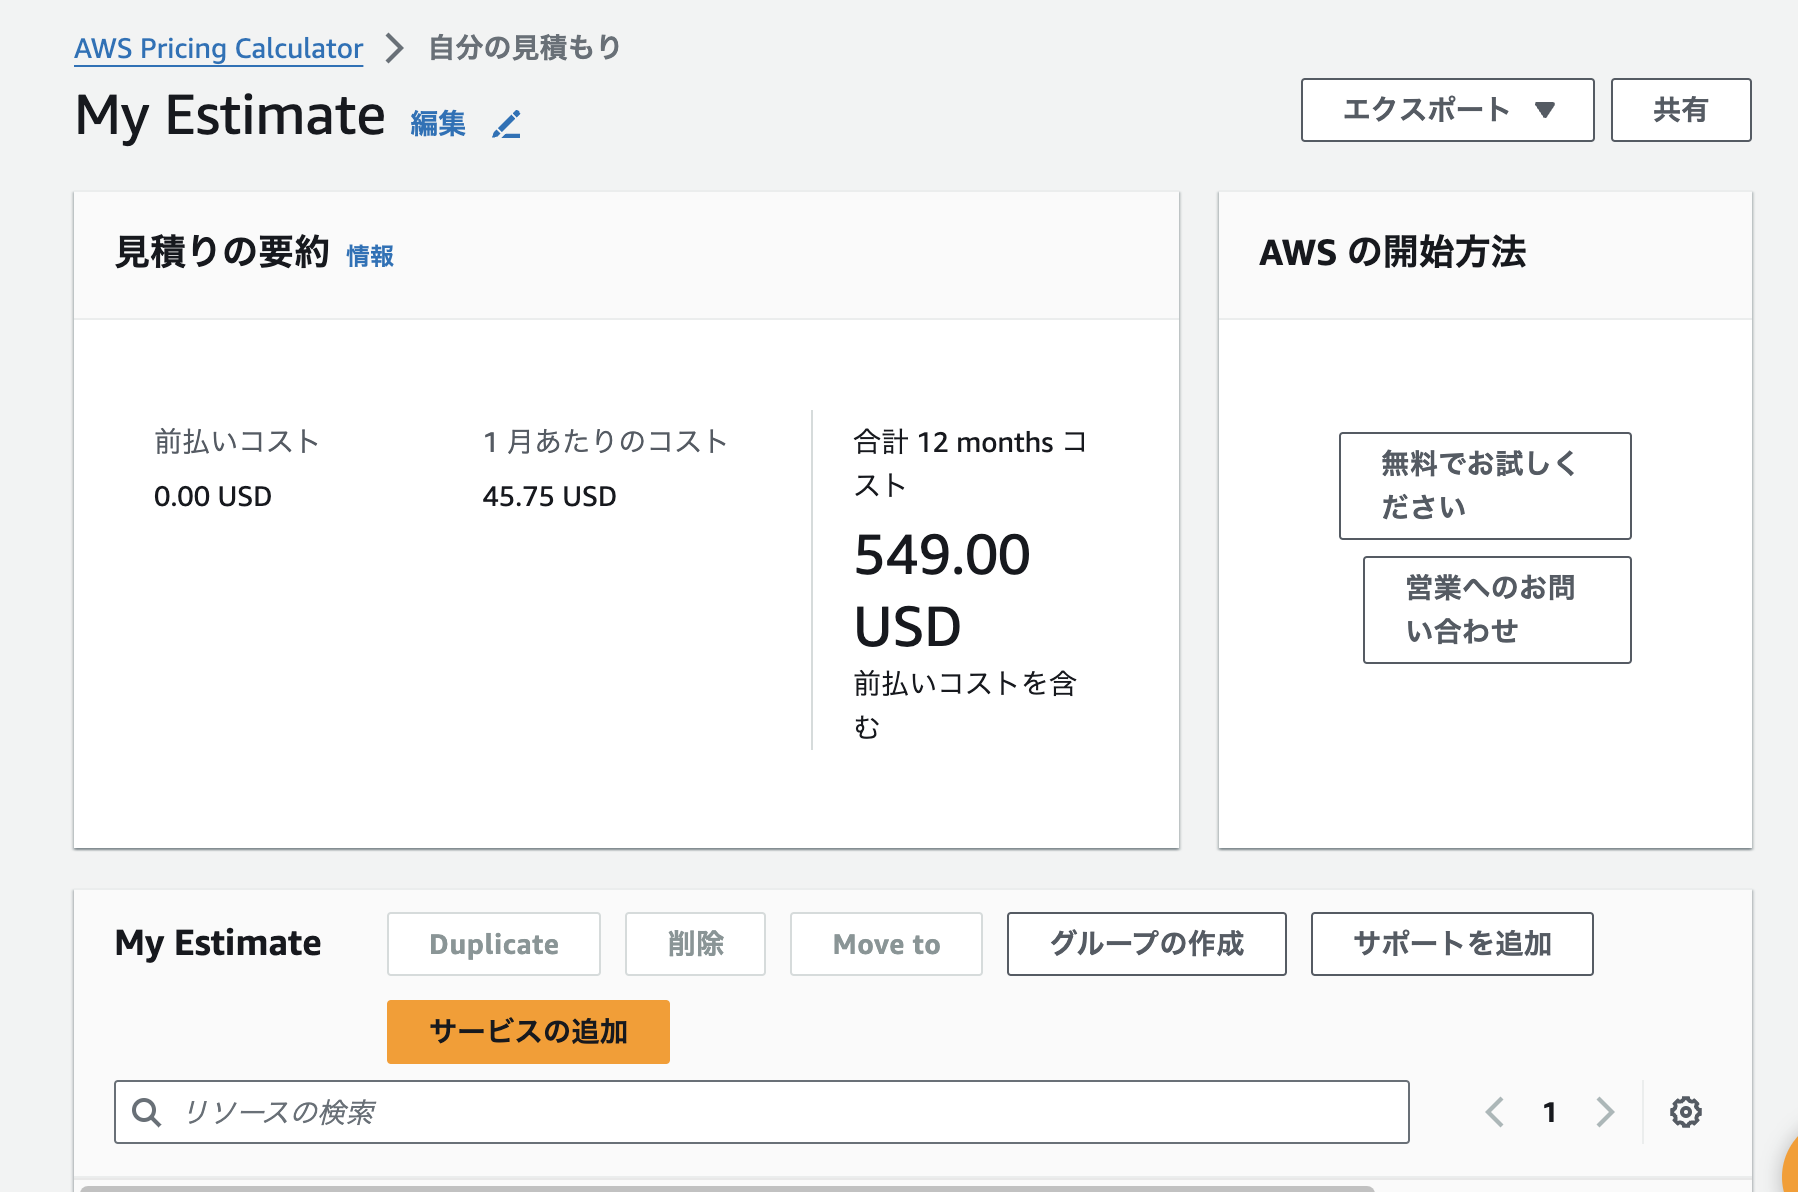 AWS Pricing Calculator 自分の見積もり
My Estimate 編集
エクスポート 共有
見積りの要約 情報
前払いコスト
0.00 USD
1 月あたりのコスト
45.75 USD
合計 12 months コ
スト
549.00
USD
前払いコストを含
む
AWS の開始方法
無料でお試しく
ださい
営業へのお問
い合わせ
My Estimate Duplicate 削除 Move to グループの作成 サポートを追加
サービスの追加
リソースの検索 1